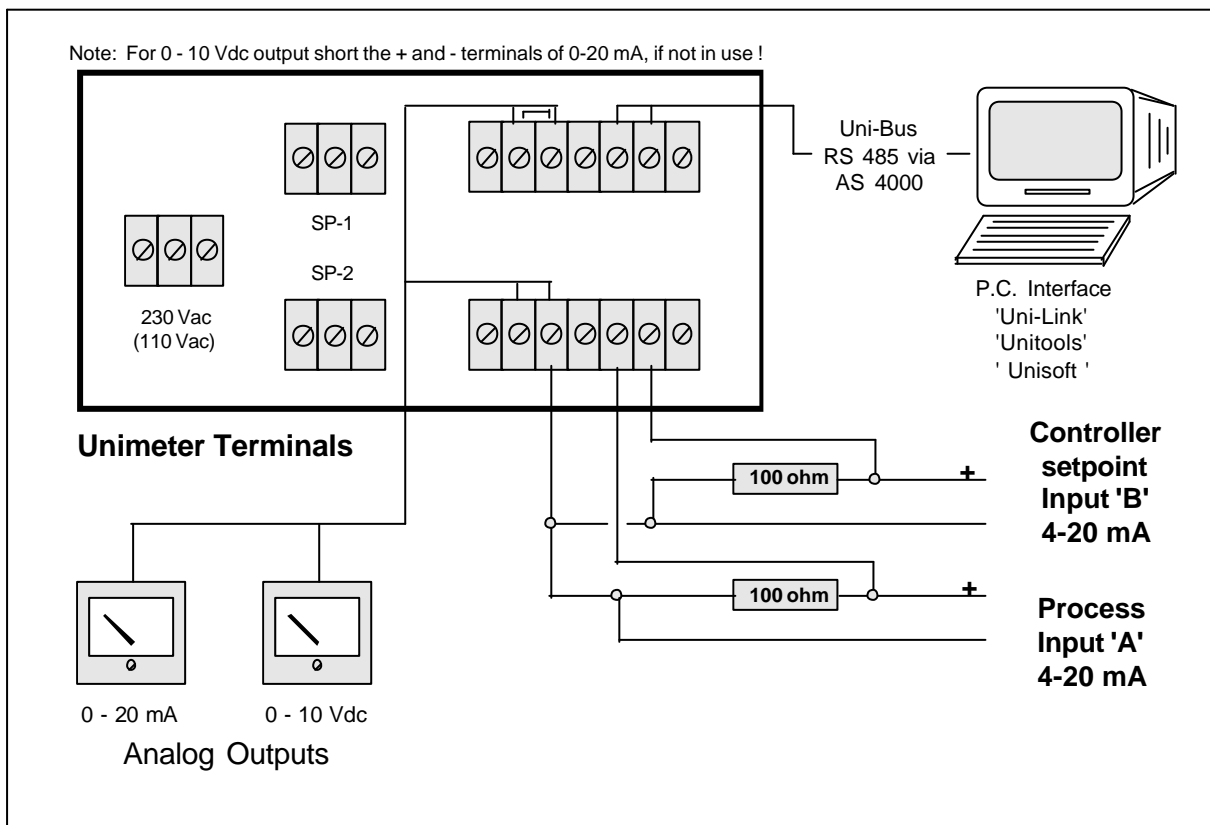 Note: For 0 - 10 Vdc output short the + and - terminals of 0-20 mA, if not in use !
SP-1
SP-2
230 Vac
(110 Vac)
Uni-Bus
RS 485 via
AS 4000
P.C. Interface
'Uni-Link'
'Unitools'
' Unisoft '
Unimeter Terminals
100 ohm
+
Controller
setpoint
Input 'B'
4-20 mA
100 ohm
+
Process
Input 'A'
4-20 mA
0 - 20 mA
0 - 10 Vdc
Analog Outputs